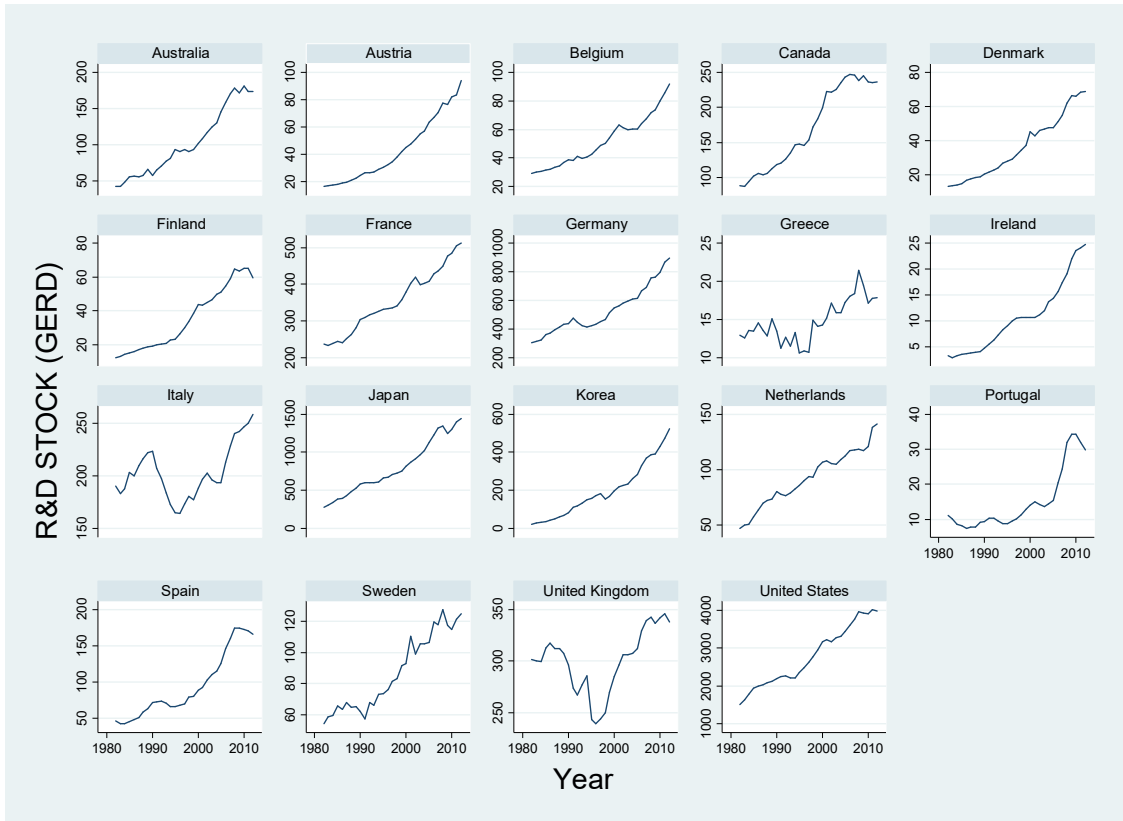 R&D STOCK (GERD)
Australia
200
150
100
50
Austria
100
80
60
40
20
Belgium
100
80
60
40
20
Canada
250
200
150
100
Denmark
80
60
40
20
Finland
80
60
40
20
France
500
400
300
200
Germany
1000
800
600
400
200
Greece
25
20
15
10
Ireland
25
20
15
10
5
Italy
250
200
150
Japan
1500
1000
500
0
Korea
600
400
200
0
Netherlands
150
100
50
Portugal
40
30
20
10
1980 1990 2000 2010
Spain
200
150
100
50
1980 1990 2000 2010
Sweden
120
100
80
60
1980 1990 2000 2010
United Kingdom
350
300
250
1980 1990 2000 2010
United States
4000
3000
2000
1000
1980 1990 2000 2010
Year